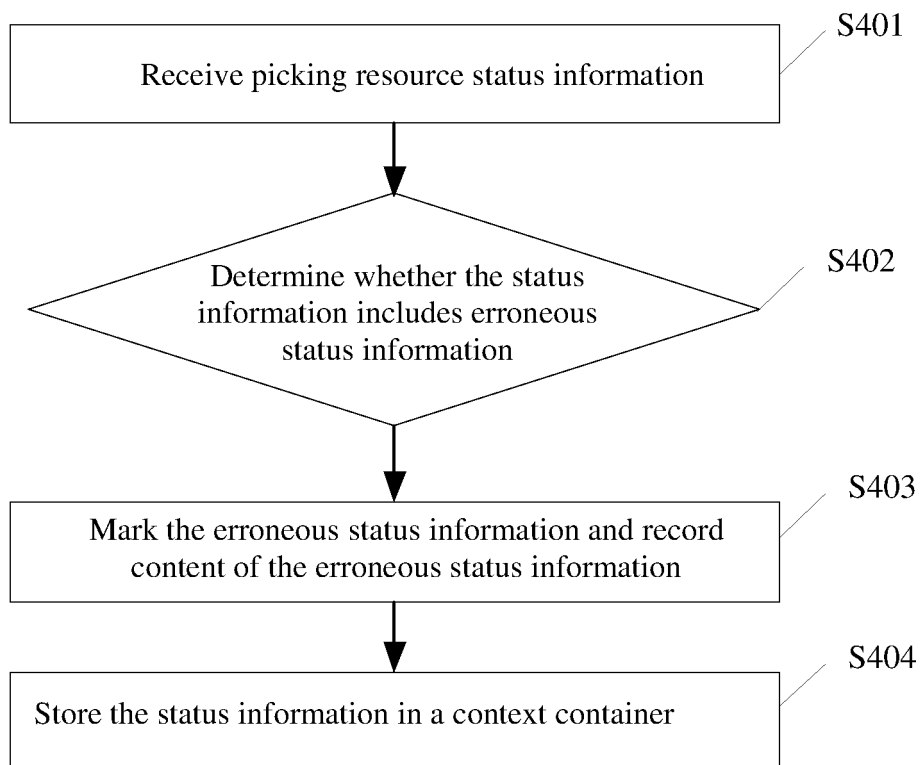 S401
Receive picking resource status information
S402
Determine whether the status
information includes erroneous
status information
S403
Mark the erroneous status information and record
content of the erroneous status information
S404
Store the status information in a context container